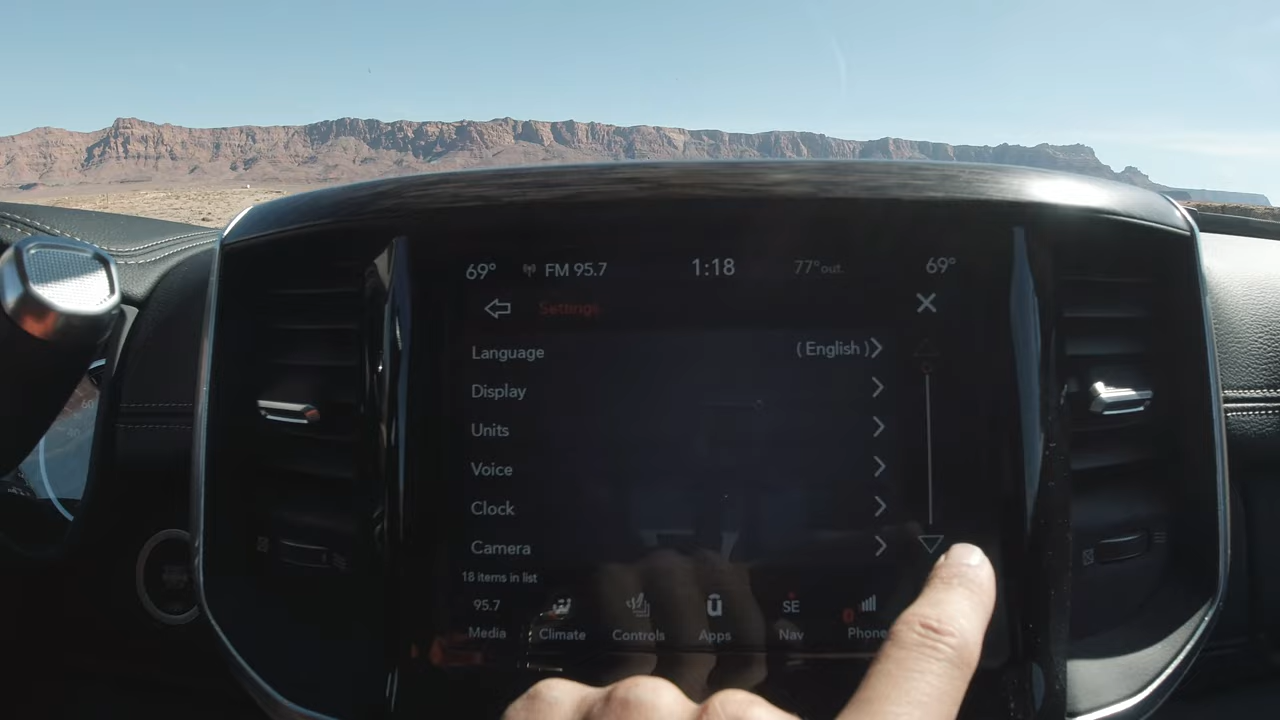 69° FM 95.7 1:18 77°out. 69°
Settings
Language ( English )
Display
Units
Voice
Clock
Camera
18 items in list
95.7 SE
Media Climate Controls Apps Nav Phone
60